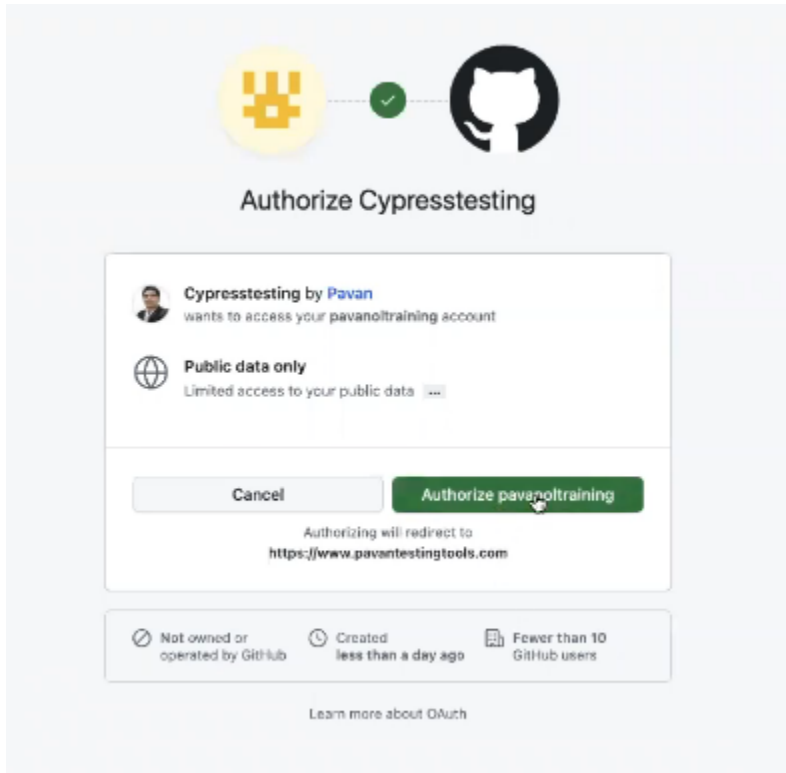 Authorize Cypresstesting
Cypresstesting by Pavan
wants to access your pavanoltraining account
Public data only
Limited access to your public data ...
Cancel
Authorize pavanoltraining
Authorizing will redirect to
https://www.pavantestingtools.com
Not owned or
operated by GitHub
Created
less than a day ago
Fewer than 10
GitHub users
Learn more about OAuth